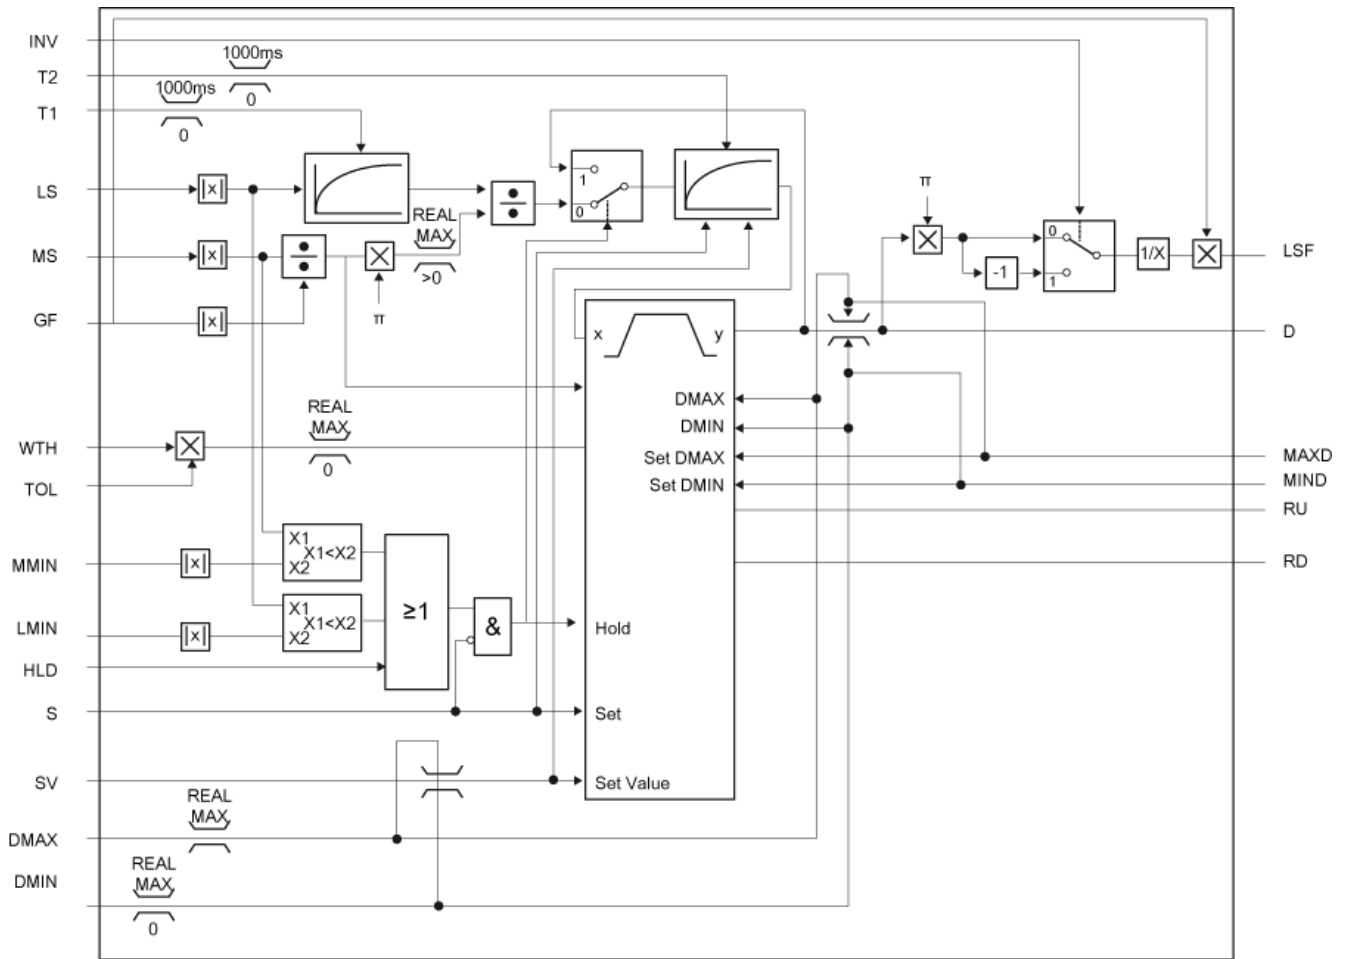 INV
1000ms
T2
1000ms
0
T1
0
LS
|x|
1
0
REAL
MAX
>0
π
MS
|x|
π
0
-1
1
1/X
LSF
GF
|x|
x
y
D
REAL
MAX
0
WTH
TOL
DMAX
DMIN
Set DMAX
Set DMIN
MAXD
MIND
RU
RD
MMIN
|x|
X1
X1<X2
X2
LMIN
|x|
X1
X1<X2
X2
≥1
&
Hold
HLD
S
Set
SV
Set Value
REAL
MAX
DMAX
REAL
MAX
0
DMIN